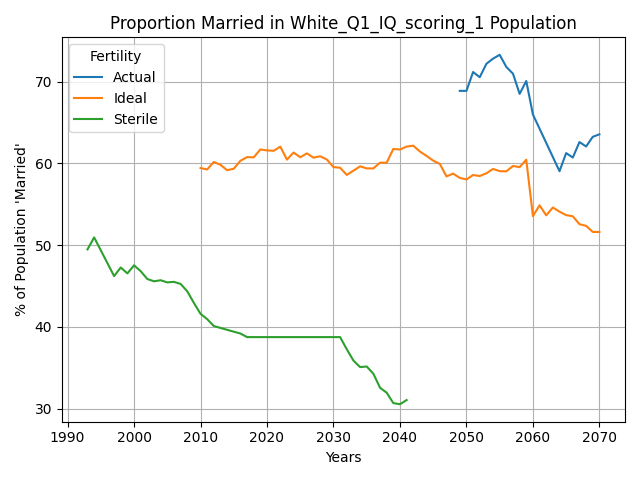 Proportion Married in White_Q1_IQ_scoring_1 Population
Fertility
Actual
Ideal
Sterile
% of Population 'Married'
70
60
50
40
30
1990 2000 2010 2020 2030 2040 2050 2060 2070
Years